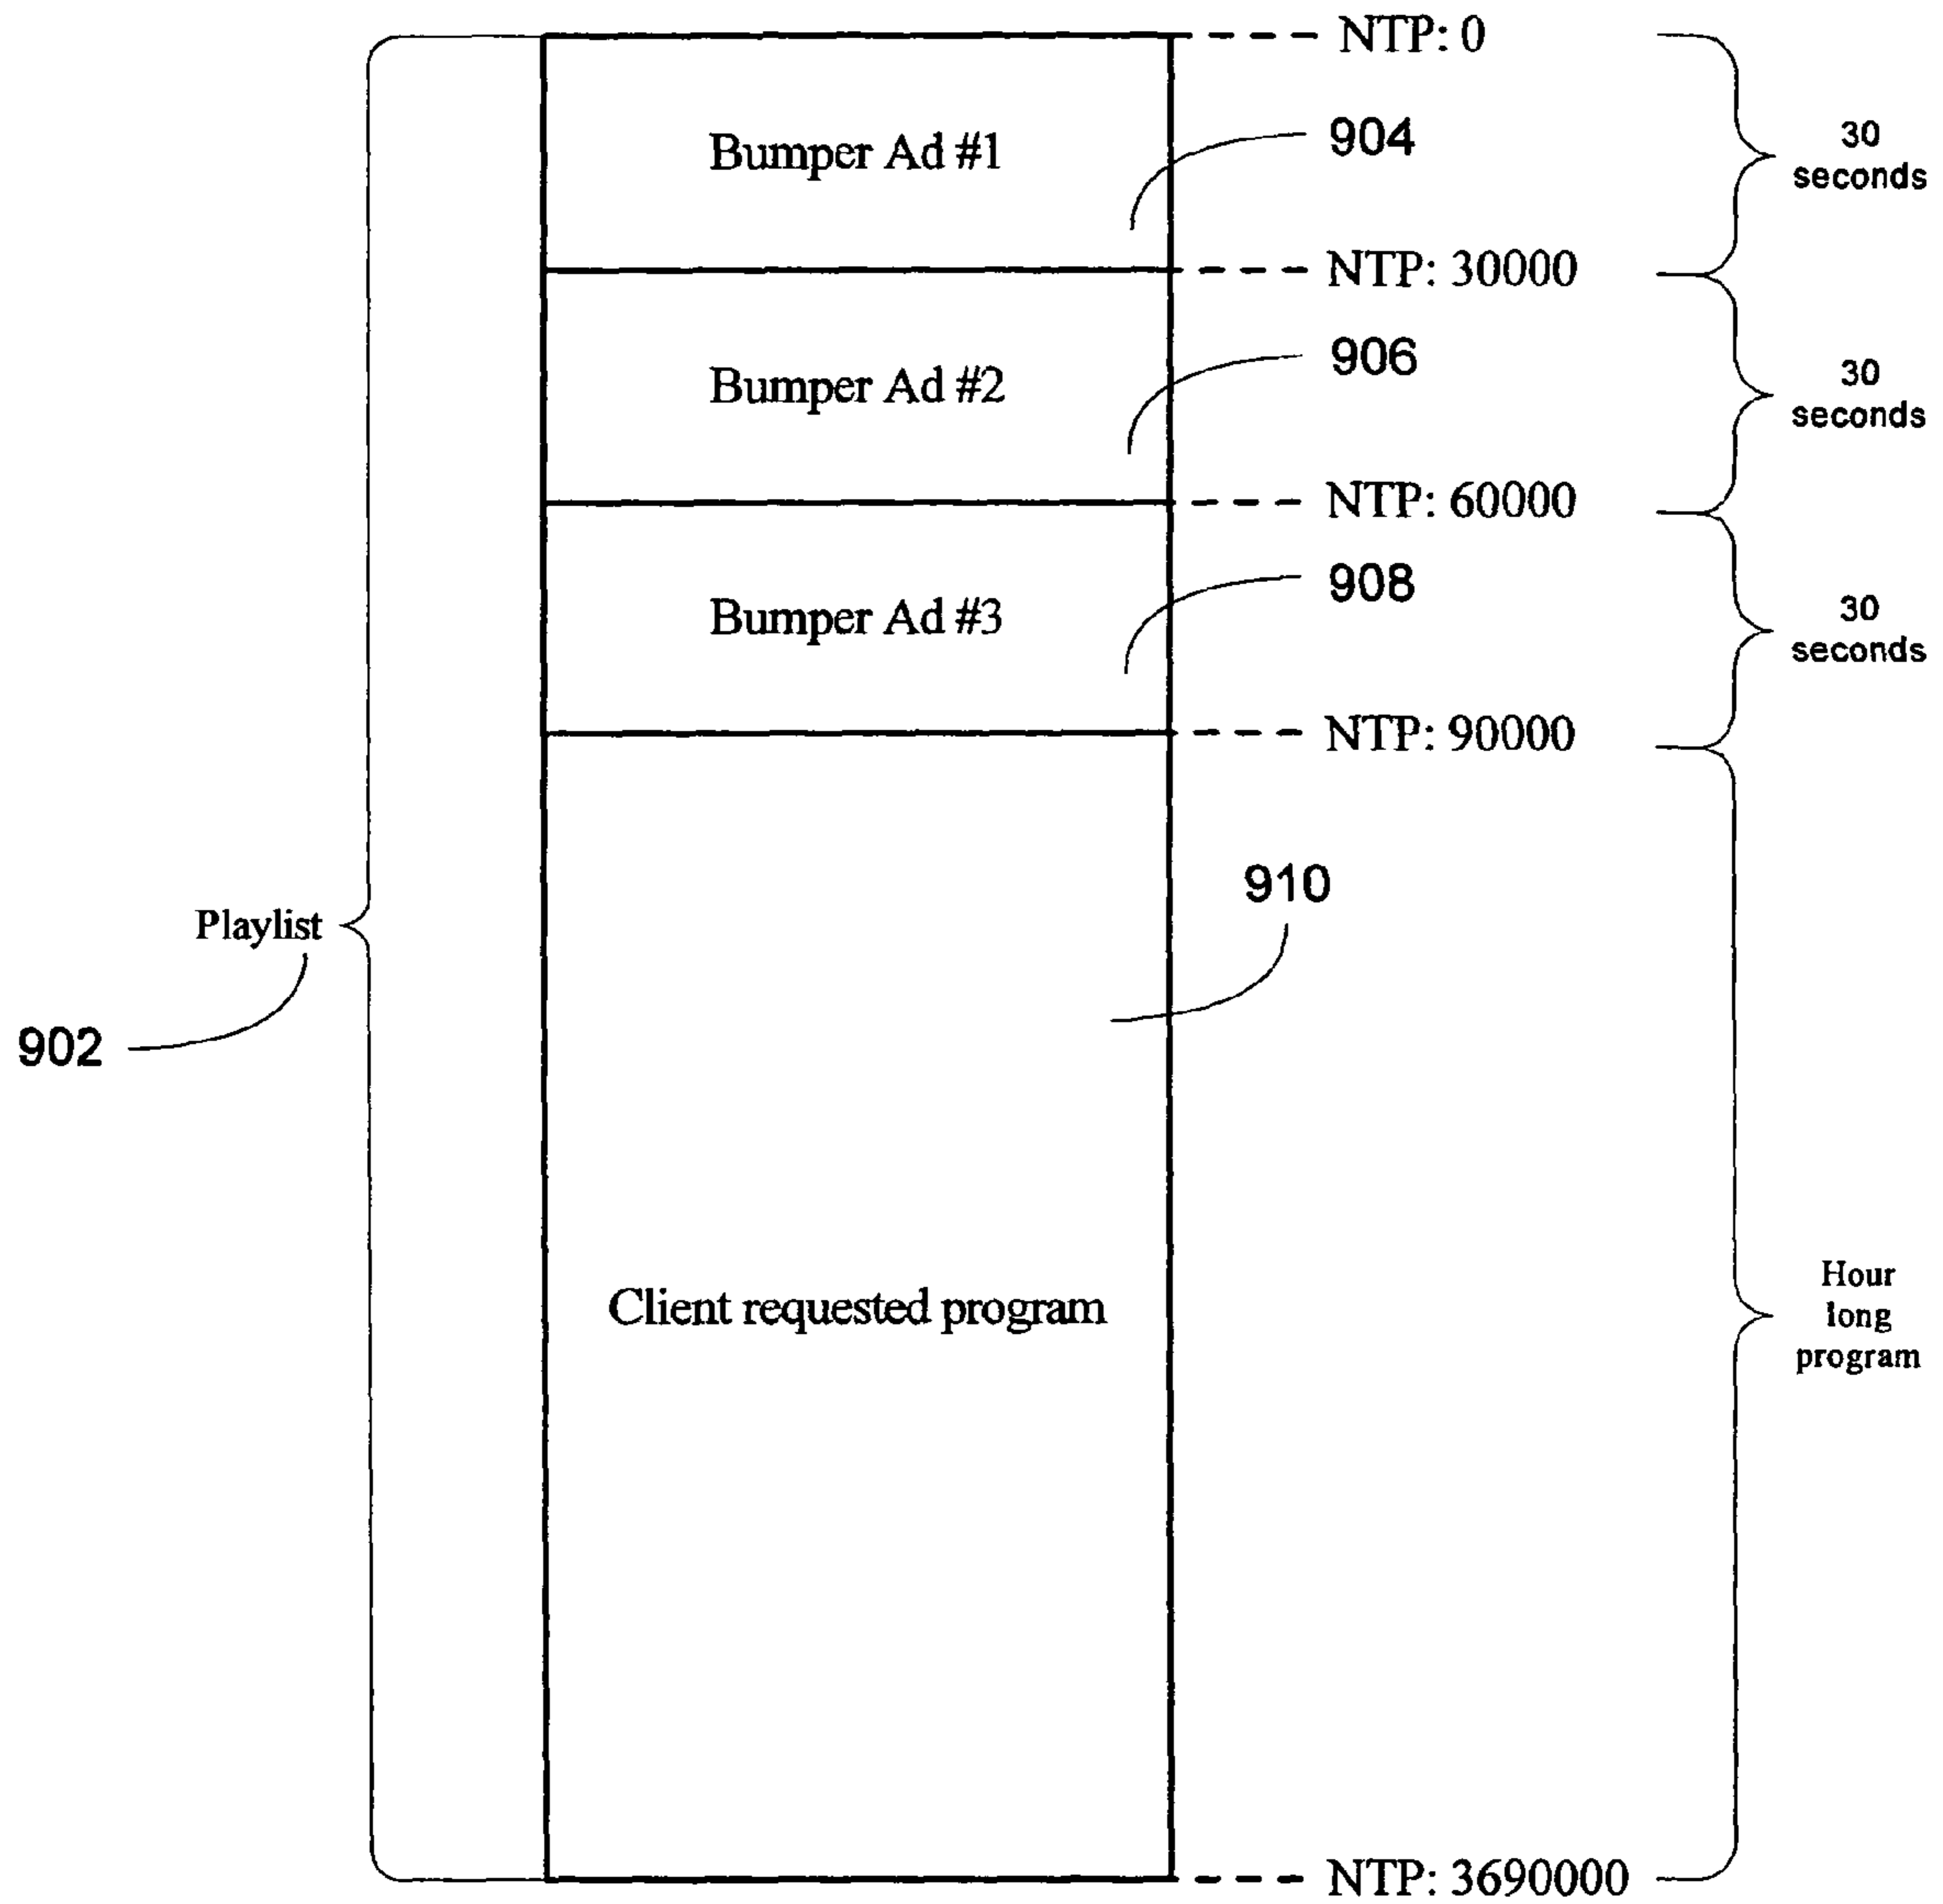 NTP: 0
Bumper Ad #1
904
30
seconds
NTP: 30000
906
Bumper Ad #2
30
seconds
NTP: 60000
908
Bumper Ad #3
30
seconds
NTP: 90000
910
Playlist
902
Client requested program
Hour
long
program
NTP: 3690000